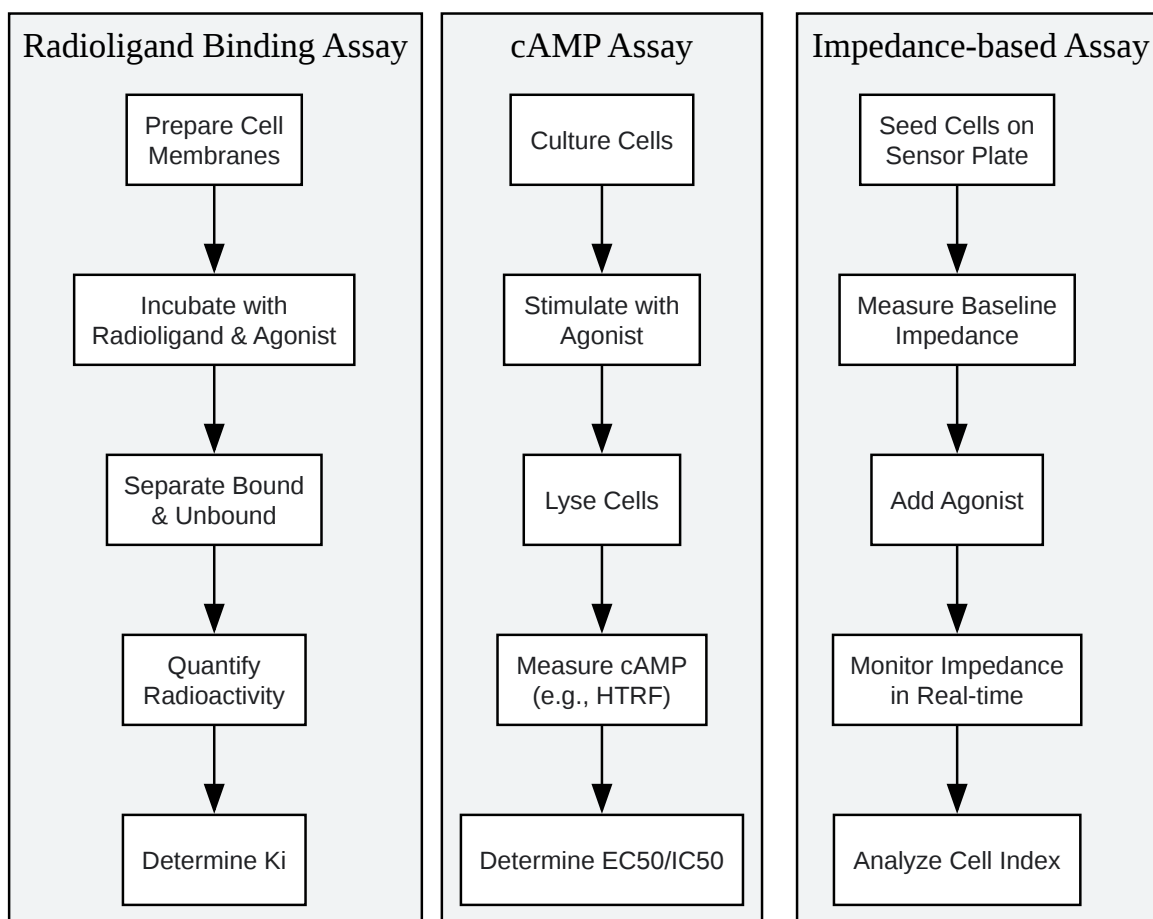 Radioligand Binding Assay
Prepare Cell
Membranes
Incubate with
Radioligand & Agonist
Separate Bound
& Unbound
Quantify
Radioactivity
Determine Ki
cAMP Assay
Culture Cells
Stimulate with
Agonist
Lyse Cells
Measure cAMP
(e.g., HTRF)
Determine EC50/IC50
Impedance-based Assay
Seed Cells on
Sensor Plate
Measure Baseline
Impedance
Add Agonist
Monitor Impedance
in Real-time
Analyze Cell Index